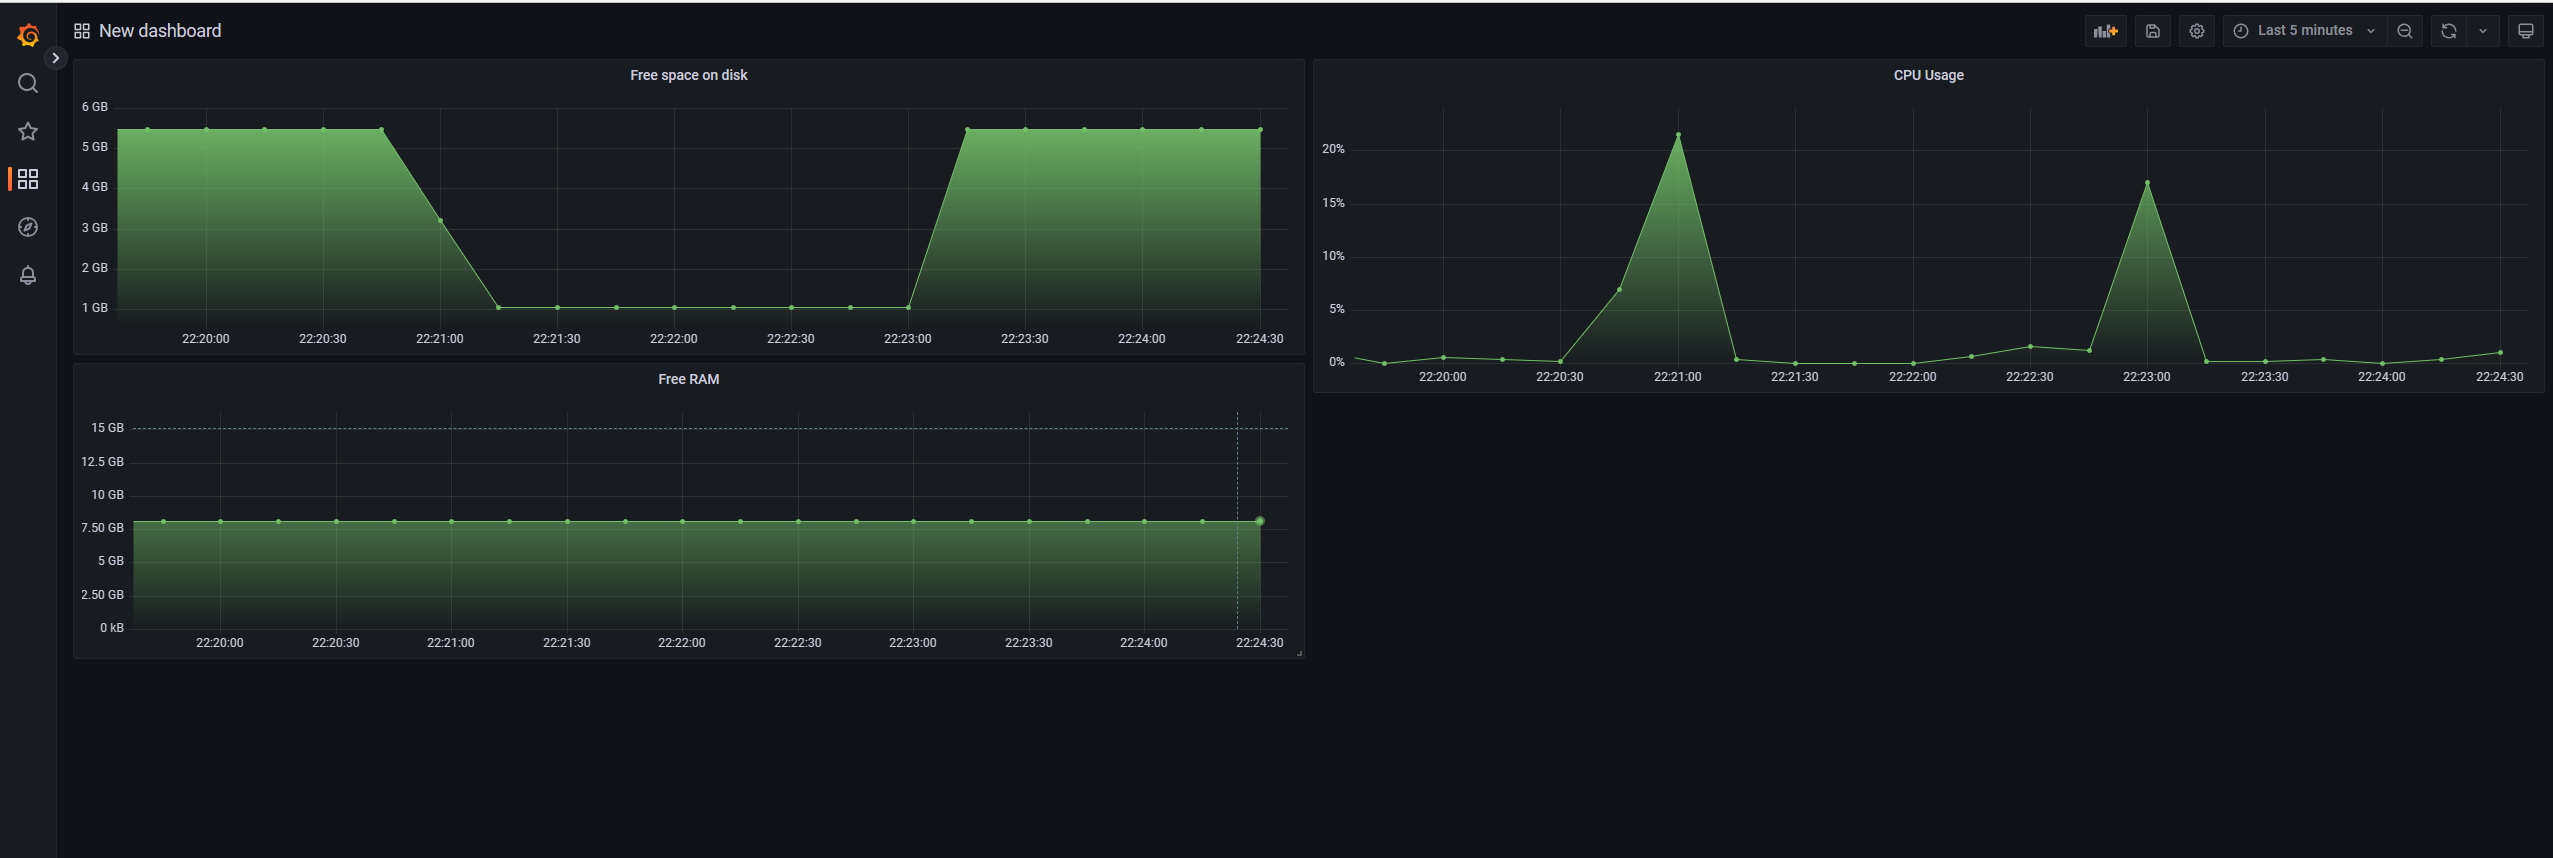 New dashboard
Last 5 minutes
Free space on disk
6 GB
5 GB
4 GB
3 GB
2 GB
1 GB
22:20:00 22:20:30 22:21:00 22:21:30 22:22:00 22:22:30 22:23:00 22:23:30 22:24:00 22:24:30
CPU Usage
20%
15%
10%
5%
0%
22:20:00 22:20:30 22:21:00 22:21:30 22:22:00 22:22:30 22:23:00 22:23:30 22:24:00 22:24:30
Free RAM
15 GB
12.5 GB
10 GB
7.50 GB
5 GB
2.50 GB
0 kB
22:20:00 22:20:30 22:21:00 22:21:30 22:22:00 22:22:30 22:23:00 22:23:30 22:24:00 22:24:30